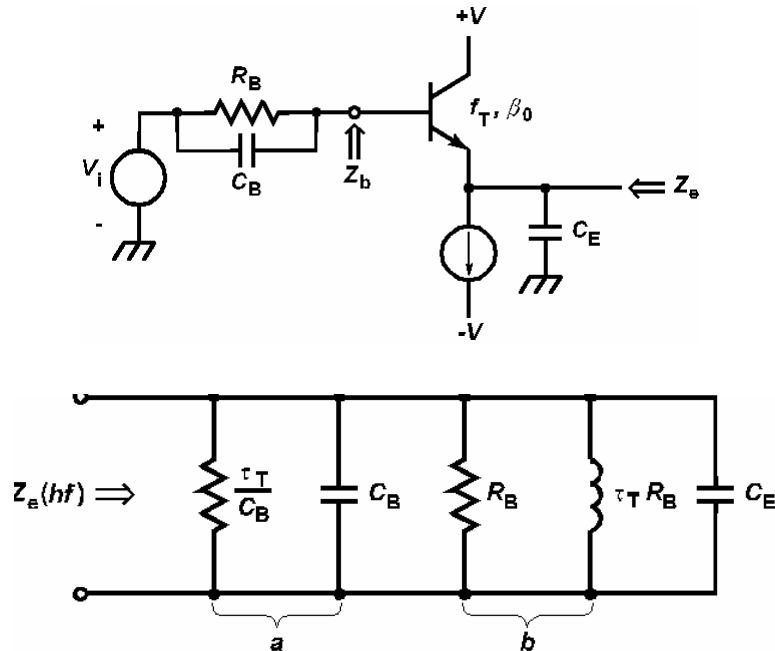 +V
R_B
f_T, β_0
+
V_i
C_B
Z_b
Z_e
-
C_E
-V
Z_e(hf)
τ_T
C_B
C_B
R_B
τ_T R_B
C_E
a
b